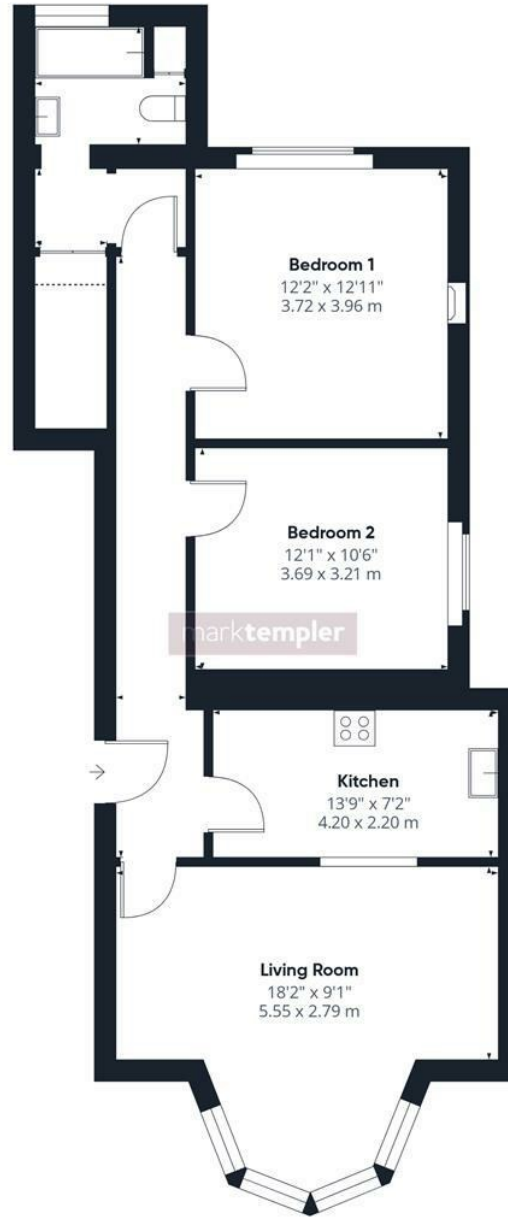 Bedroom 1
12'2" x 12'11"
3.72 x 3.96 m
Bedroom 2
12'1" x 10'6"
3.69 x 3.21 m
marktempler
Kitchen
13'9" x 7'2"
4.20 x 2.20 m
Living Room
18'2" x 9'1"
5.55 x 2.79 m